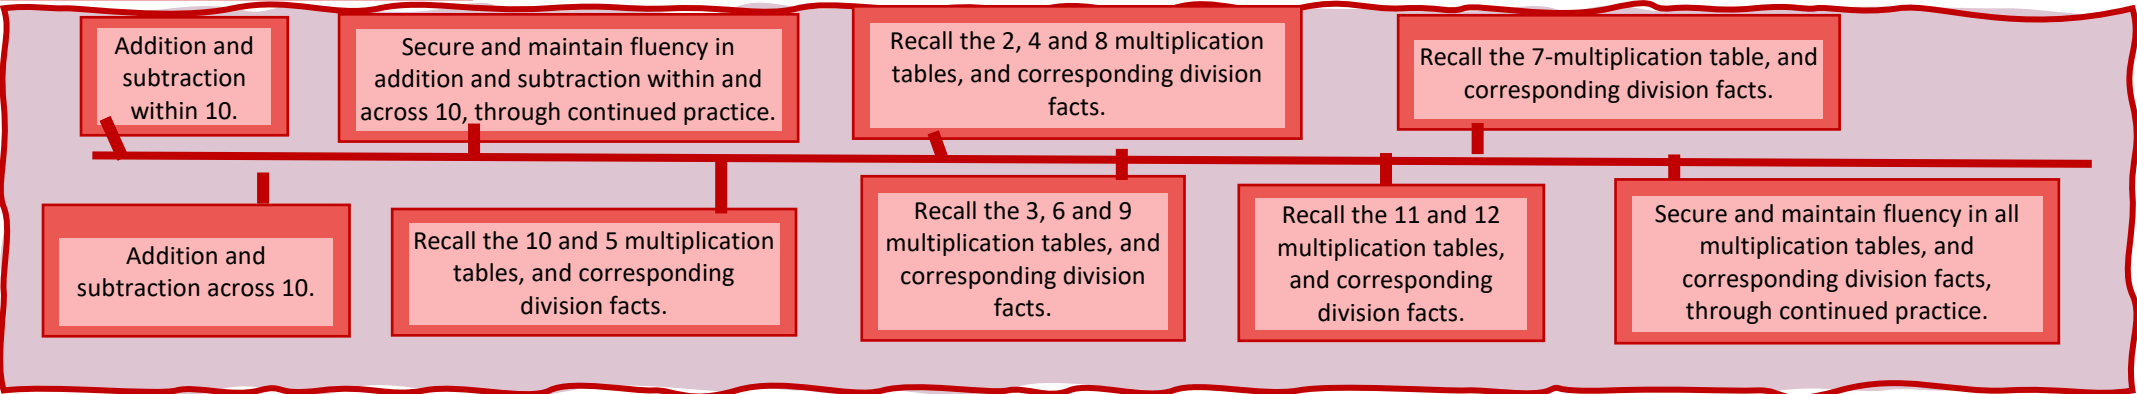 Addition and
subtraction
within 10.
Addition and
subtraction across 10.
Secure and maintain fluency in
addition and subtraction within and
across 10, through continued practice.
Recall the 10 and 5 multiplication
tables, and corresponding
division facts.
Recall the 2, 4 and 8 multiplication
tables, and corresponding division
facts.
Recall the 3, 6 and 9
multiplication tables, and
corresponding division
facts.
Recall the 11 and 12
multiplication tables,
and corresponding
division facts.
Recall the 7-multiplication table, and
corresponding division facts.
Secure and maintain fluency in all
multiplication tables, and
corresponding division facts,
through continued practice.